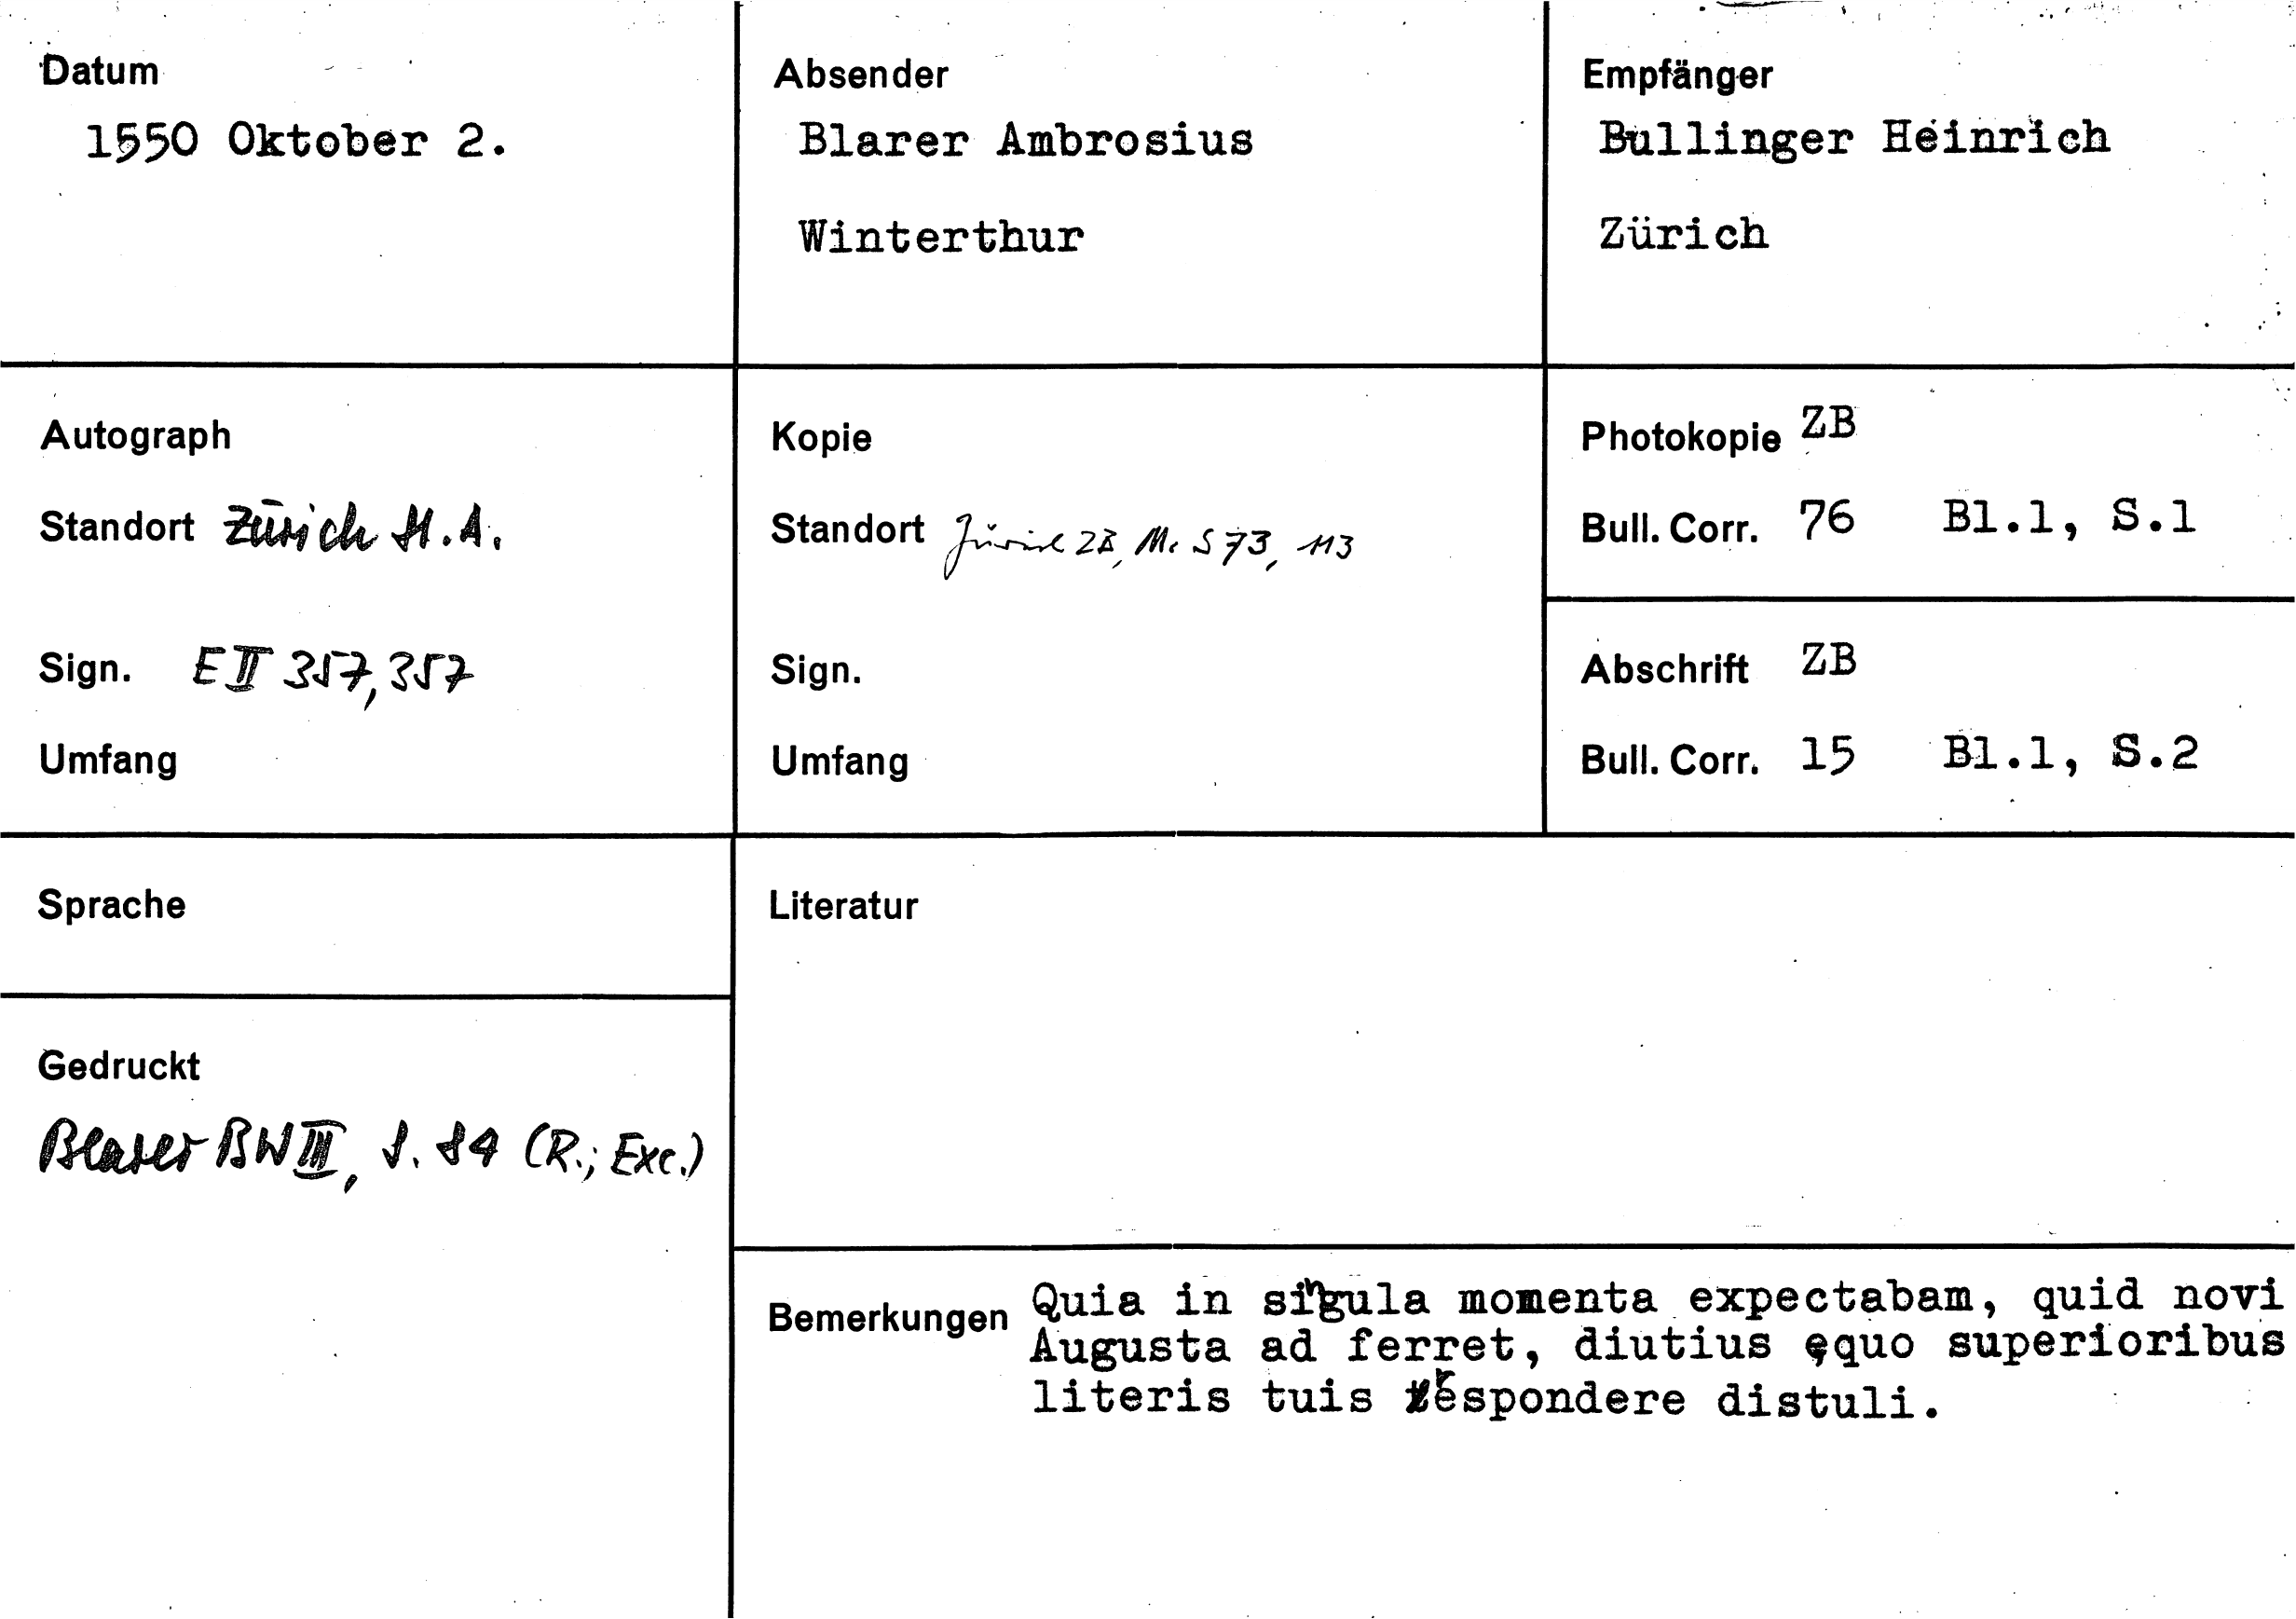 Datum
1550 Oktober 2.
Absender
Blarer Ambrosius
Winterthur
Empfänger
Bullinger Heinrich
Zürich
Autograph
Standort Zürich St.A.
Sign. E II 357, 357
Umfang
Kopie
Standort Zürich ZB, Ms S 73, 113
Sign.
Umfang
Photokopie ZB
Bull. Corr. 76 Bl.1, S.1
Abschrift ZB
Bull. Corr. 15 Bl.1, S.2
Sprache
Literatur
Gedruckt
Blarer BW III, S. 84 (R.; Exc.)
Bemerkungen Quia in singula momenta expectabam, quid novi
Augusta ad ferret, diutius ęquo superioribus
literis tuis respondere distuli.